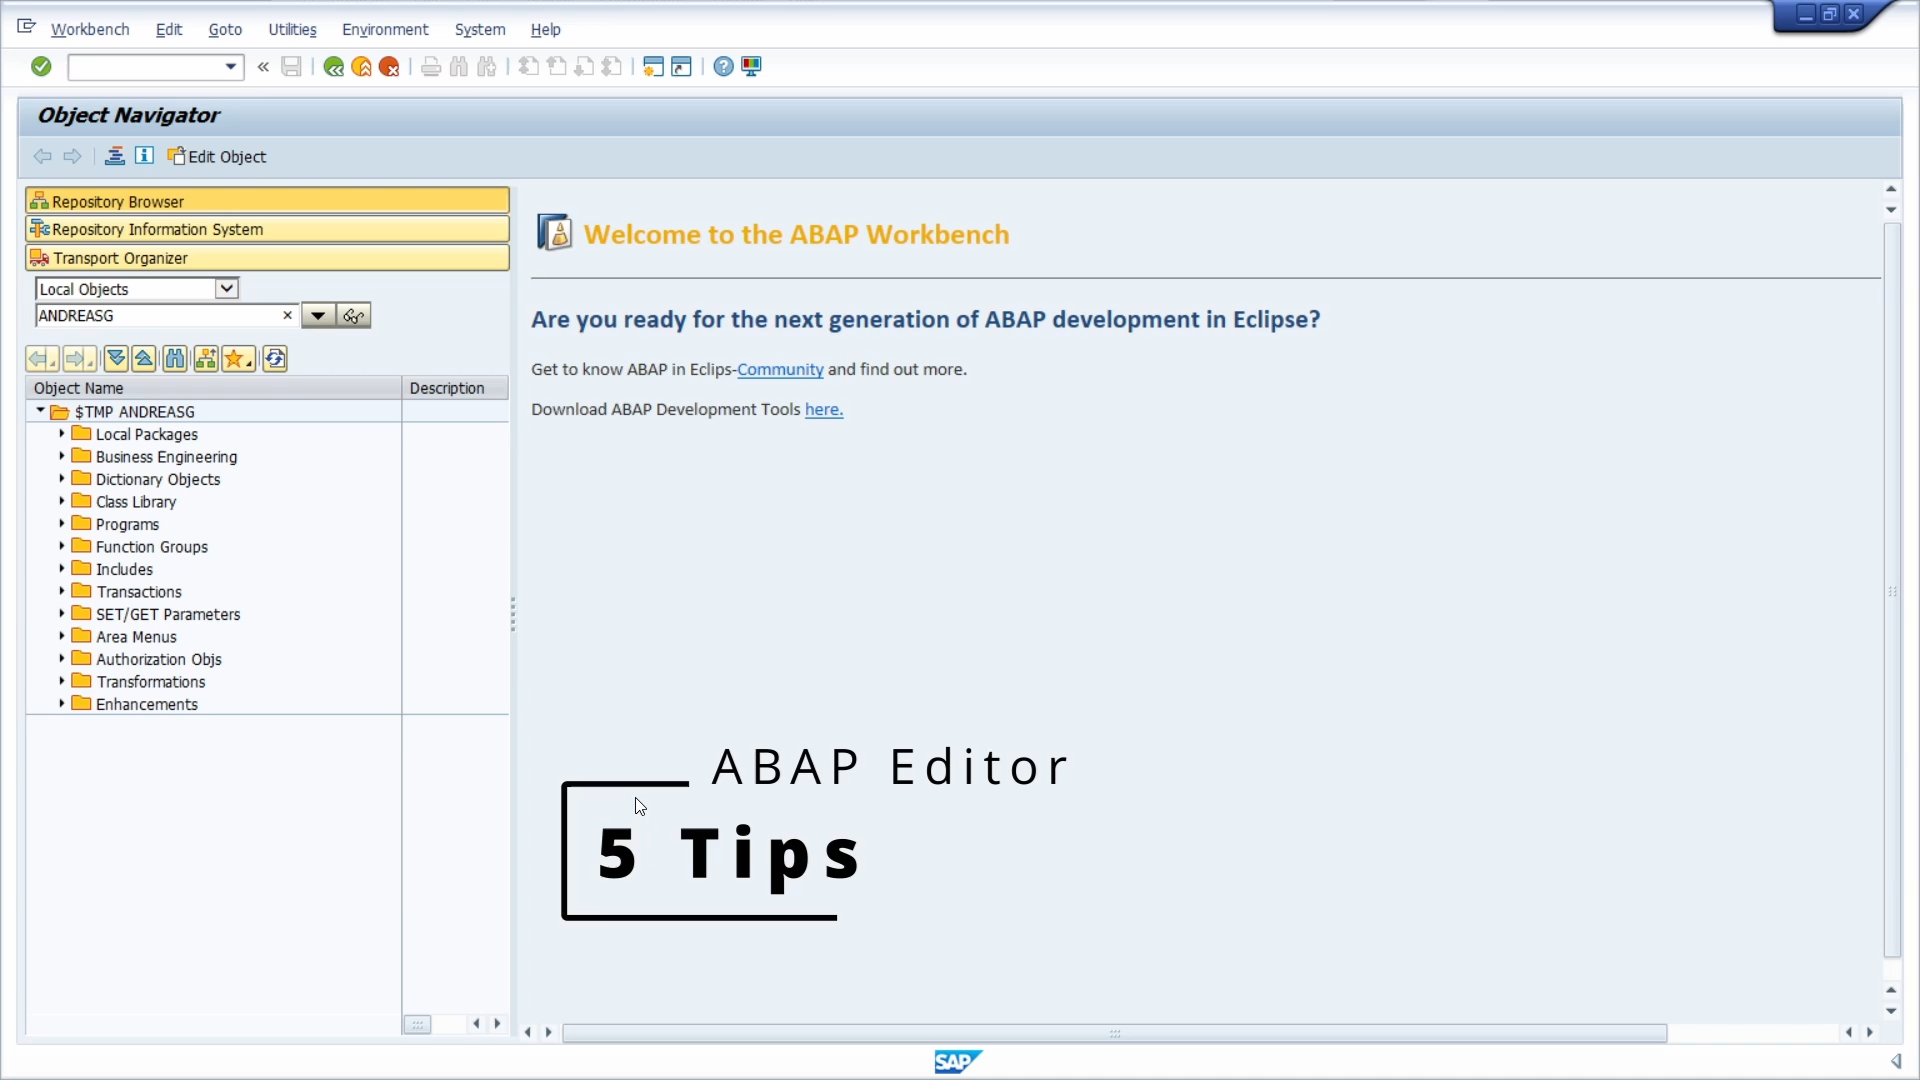 Workbench Edit Goto Utilities Environment System Help
Object Navigator
Edit Object
Repository Browser
Repository Information System
Transport Organizer
Local Objects
ANDREASG
Object Name Description
$TMP ANDREASG
Local Packages
Business Engineering
Dictionary Objects
Class Library
Programs
Function Groups
Includes
Transactions
SET/GET Parameters
Area Menus
Authorization Objs
Transformations
Enhancements
Welcome to the ABAP Workbench
Are you ready for the next generation of ABAP development in Eclipse?
Get to know ABAP in Eclips-Community and find out more.
Download ABAP Development Tools here.
ABAP Editor
5 Tips
SAP